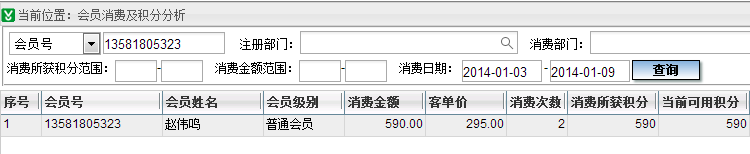 当前位置：会员消费及积分分析
会员号 13581805323 注册部门： 消费部门：
消费所获积分范围： - 消费金额范围： - 消费日期： 2014-01-03 - 2014-01-09 查询
序号 会员号 会员姓名 会员级别 消费金额 客单价 消费次数 消费所获积分 当前可用积分
1 13581805323 赵伟鸣 普通会员 590.00 295.00 2 590 590